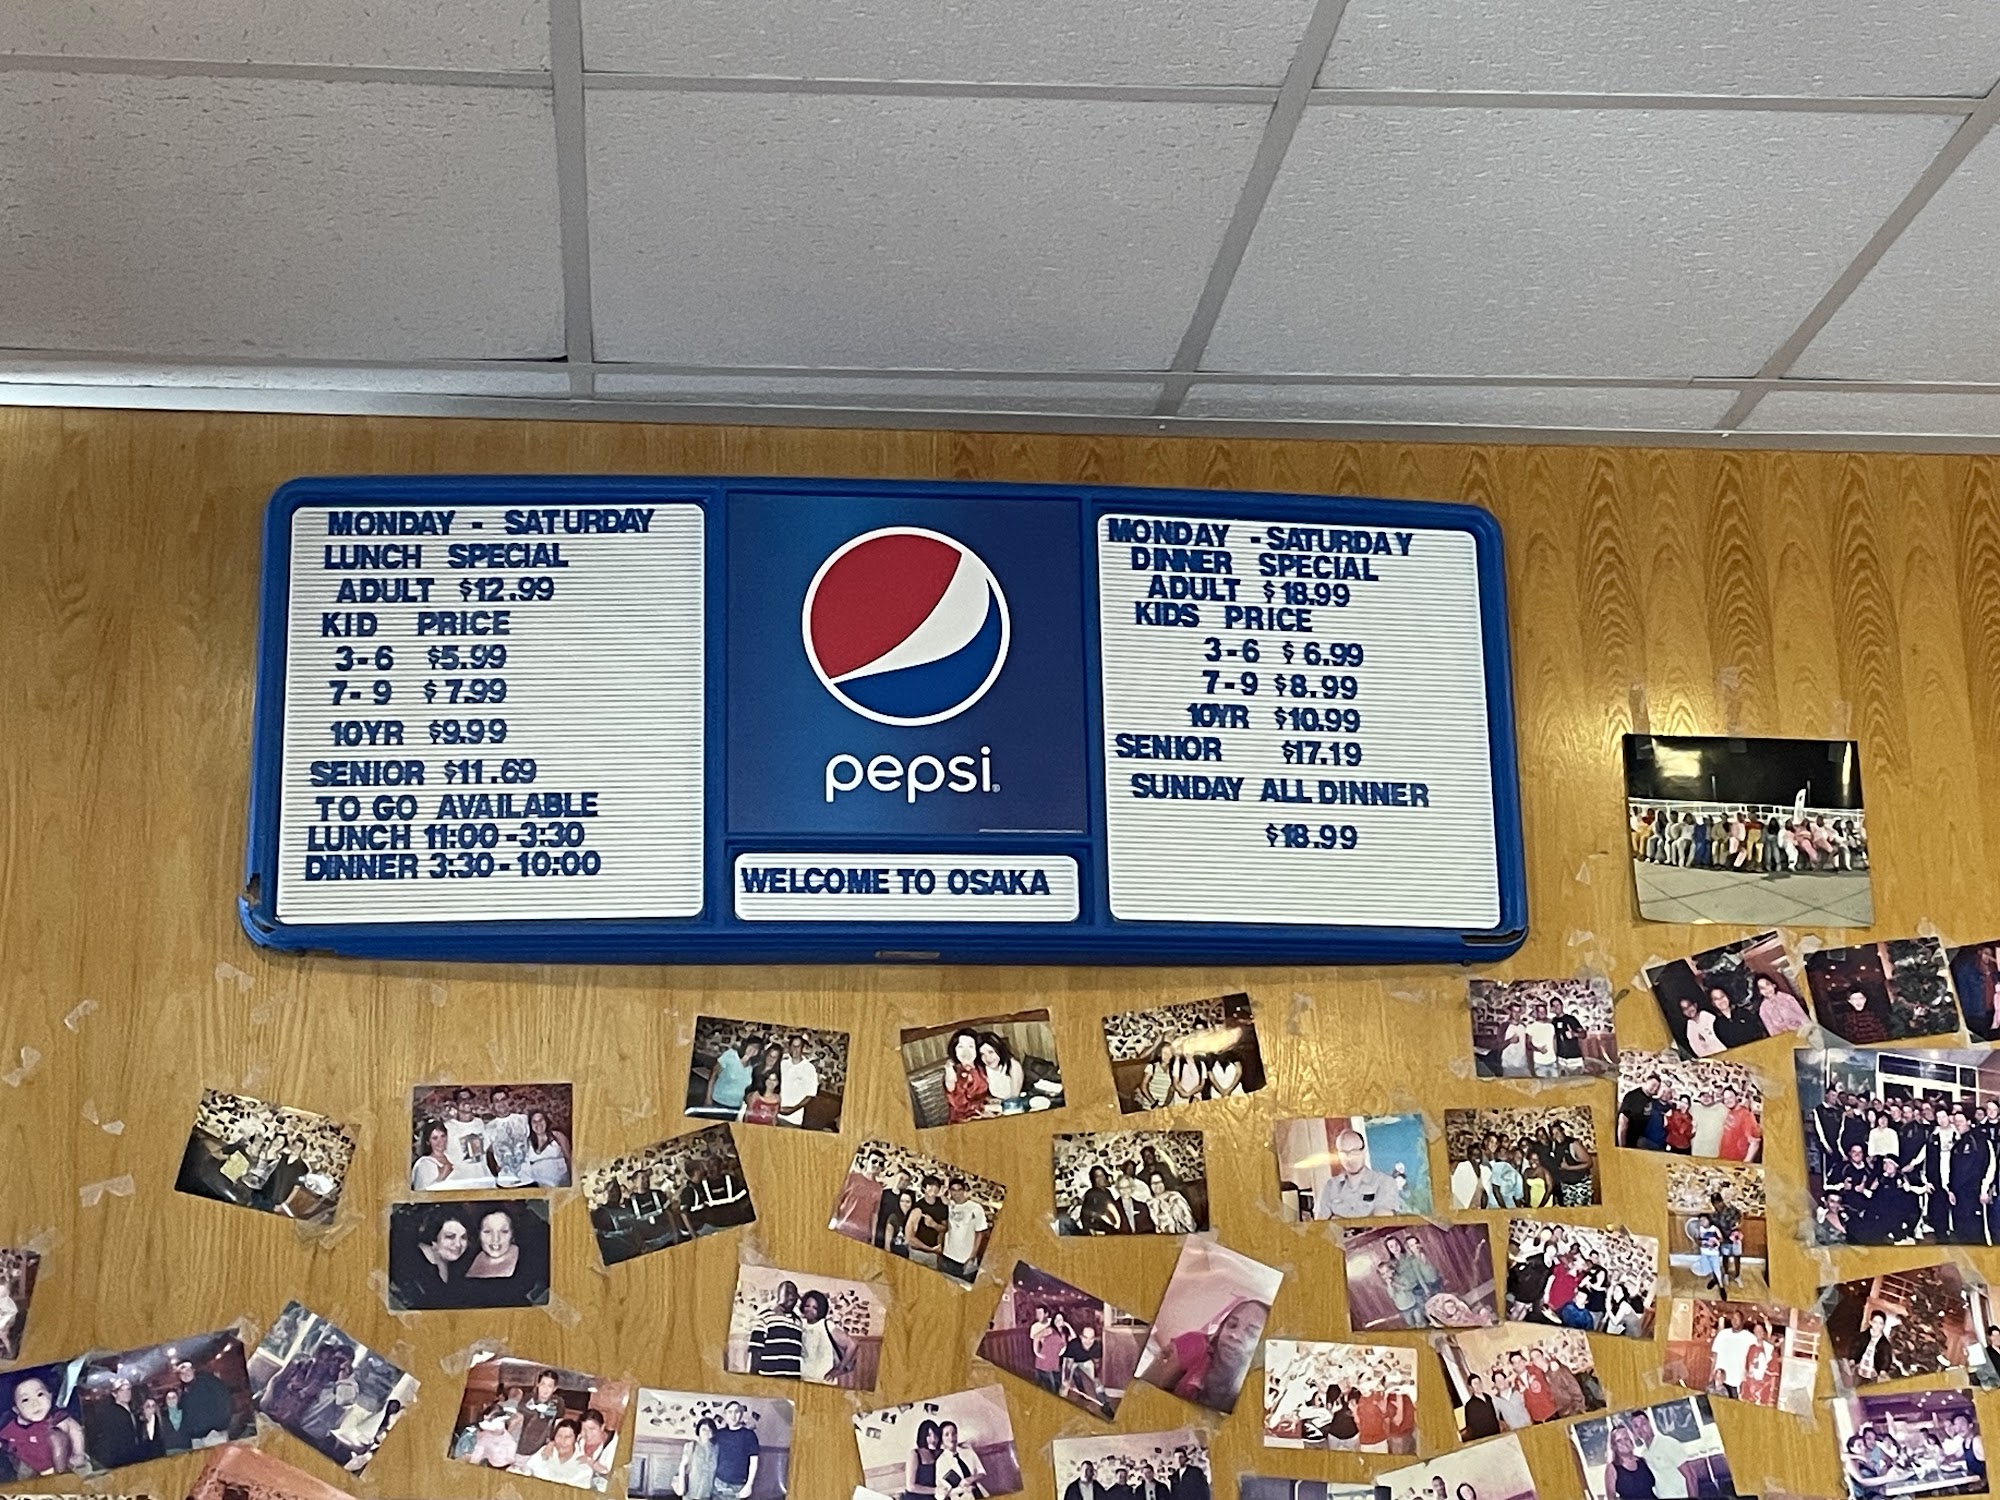 MONDAY - SATURDAY
LUNCH SPECIAL
ADULT $12.99
KID PRICE
3-6 $5.99
7-9 $7.99
10YR $9.99
SENIOR $11.69
TO GO AVAILABLE
LUNCH 11:00-3:30
DINNER 3:30-10:00
pepsi
WELCOME TO OSAKA
MONDAY -SATURDAY
DINNER SPECIAL
ADULT $18.99
KIDS PRICE
3-6 $6.99
7-9 $8.99
10YR $10.99
SENIOR $17.19
SUNDAY ALL DINNER
$18.99